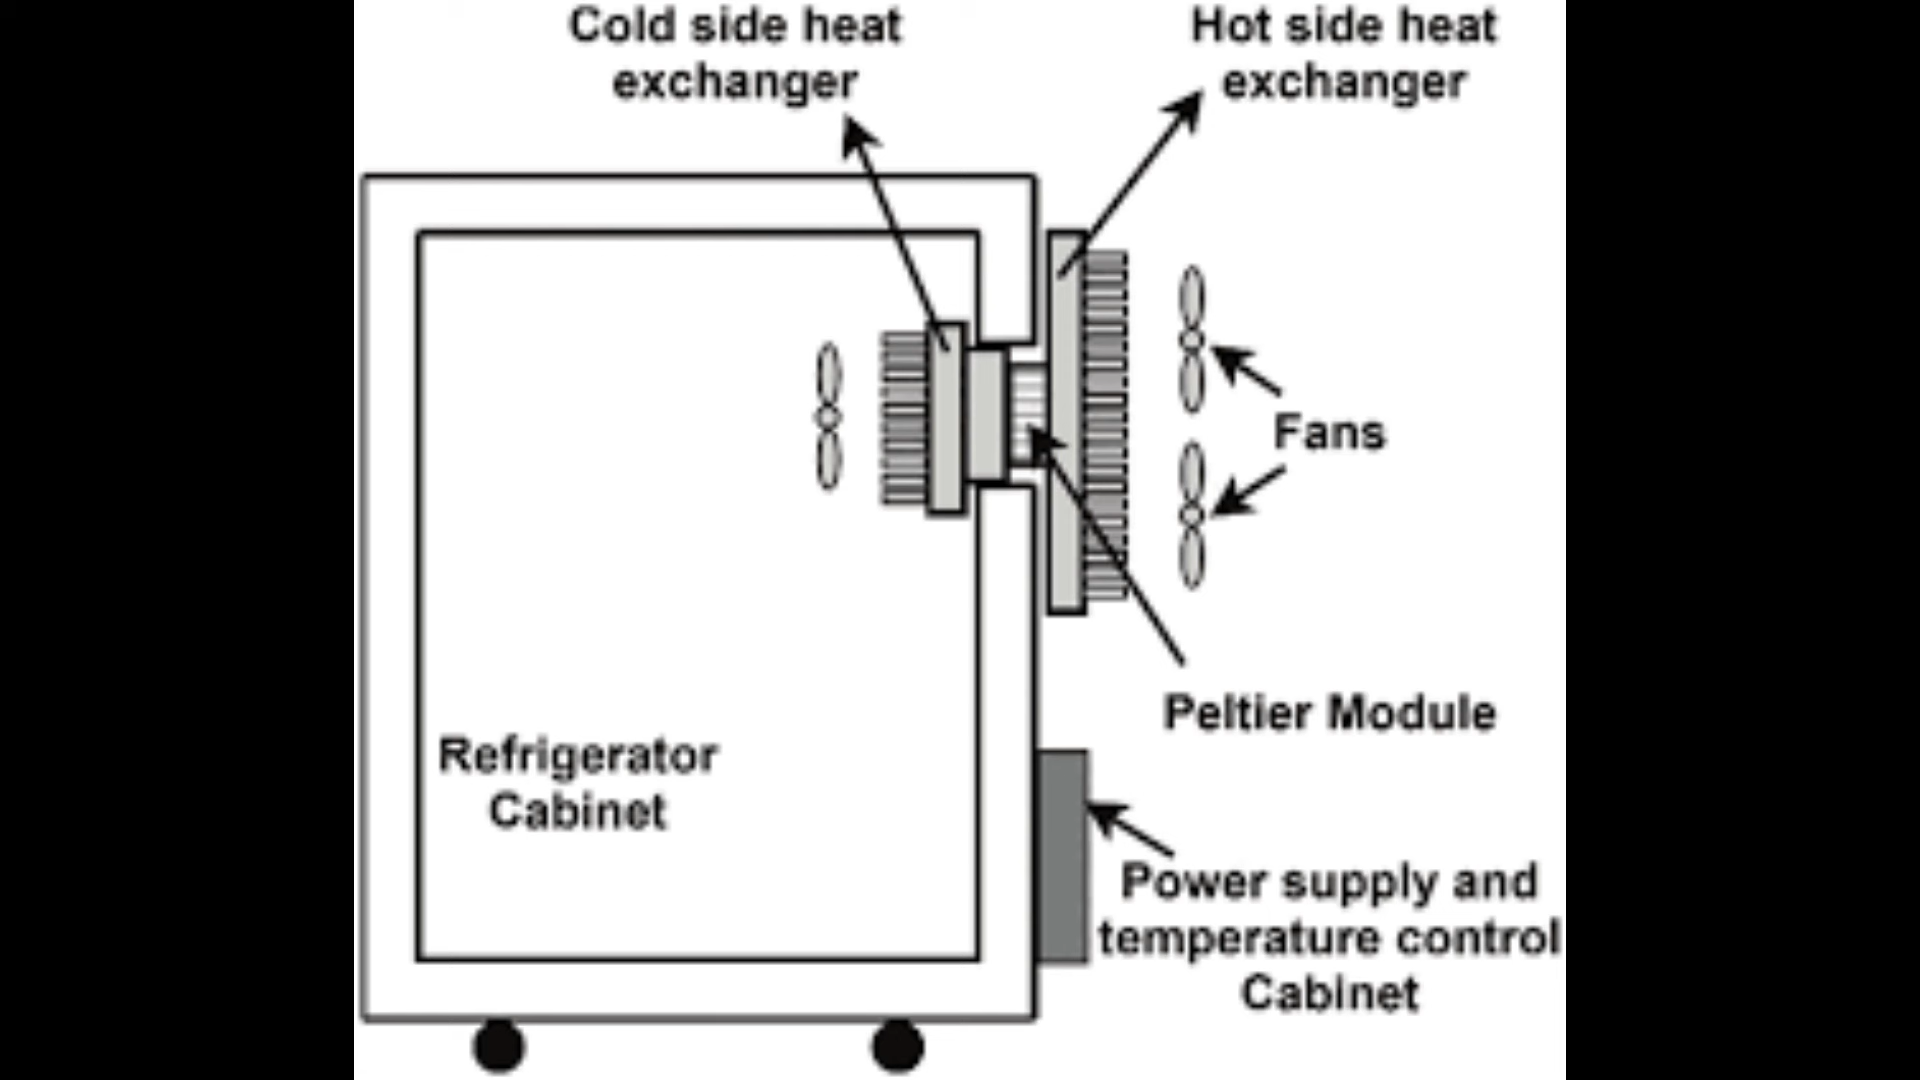 Cold side heat
exchanger
Hot side heat
exchanger
Fans
Peltier Module
Refrigerator
Cabinet
Power supply and
temperature control
Cabinet